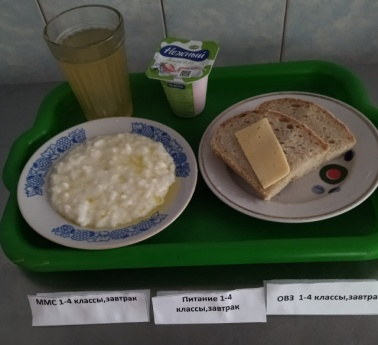 Нежный
ММС 1-4 классы,завтрак
Питание 1-4
классы,завтрак
ОВЗ 1-4 классы,завтра